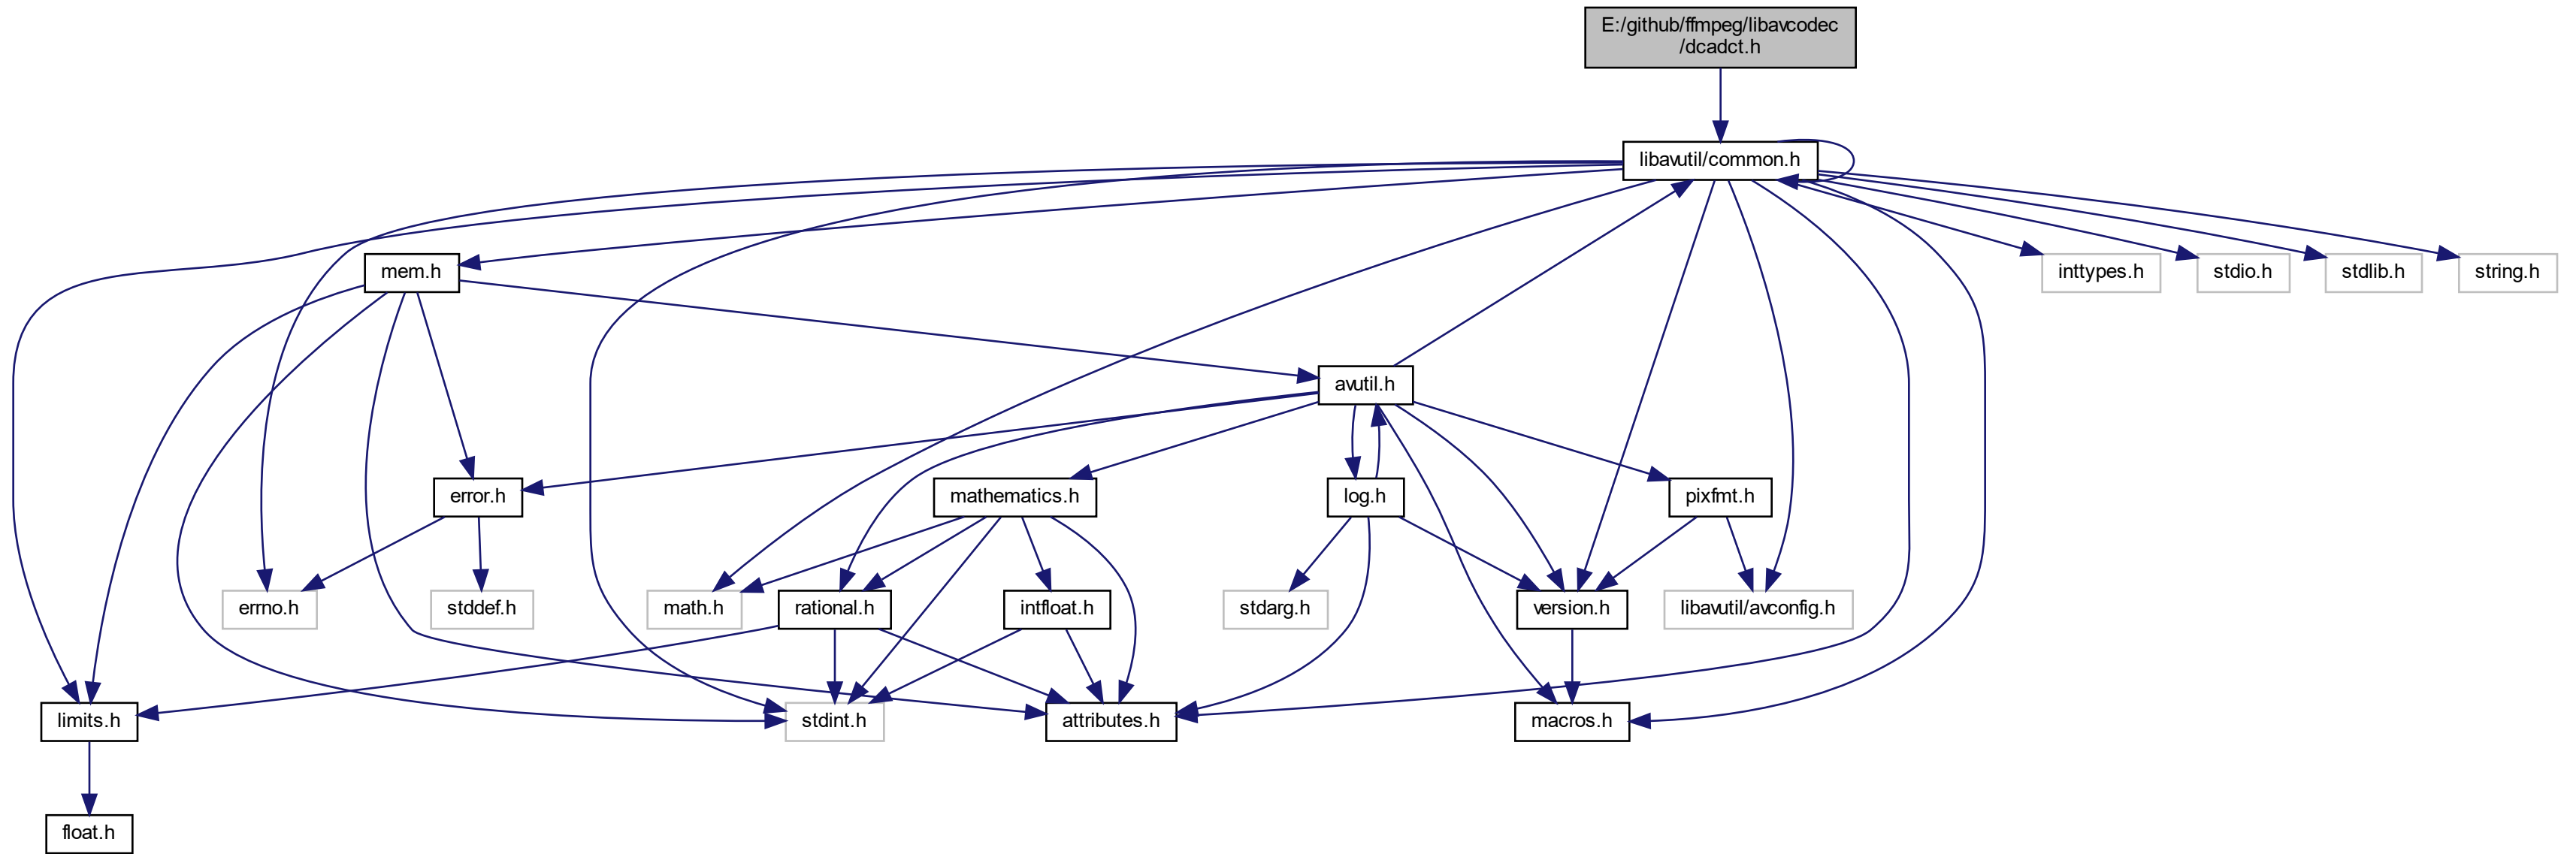 E:/github/ffmpeg/libavcodec
/dcadct.h
libavutil/common.h
mem.h
inttypes.h
stdio.h
stdlib.h
string.h
avutil.h
error.h
mathematics.h
log.h
pixfmt.h
errno.h
stddef.h
math.h
rational.h
intfloat.h
stdarg.h
version.h
libavutil/avconfig.h
limits.h
stdint.h
attributes.h
macros.h
float.h